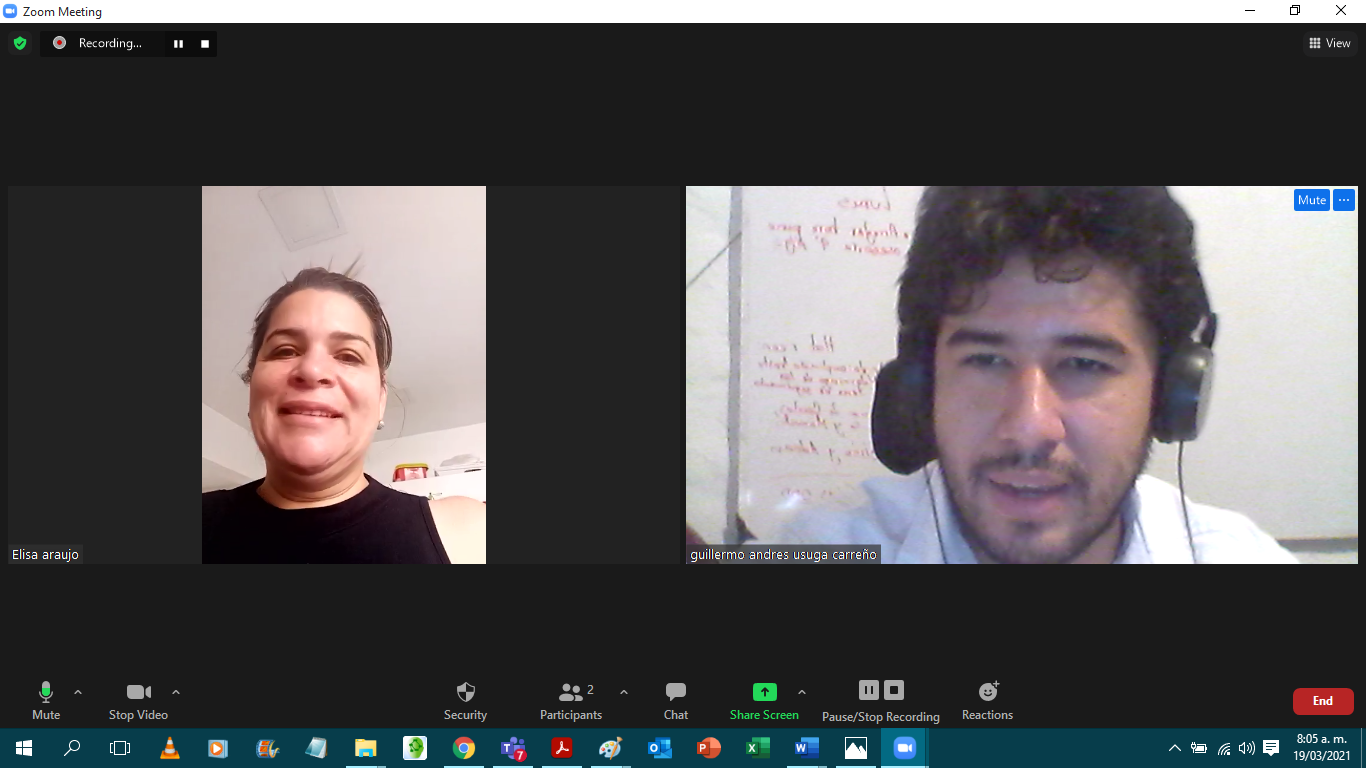 Zoom Meeting
Recording...
View
Mute
Elisa araujo
guillermo andres usuga carreño
Mute
Stop Video
Security
Participants
2
Chat
Share Screen
Pause/Stop Recording
Reactions
End
7
8:05 a. m.
19/03/2021